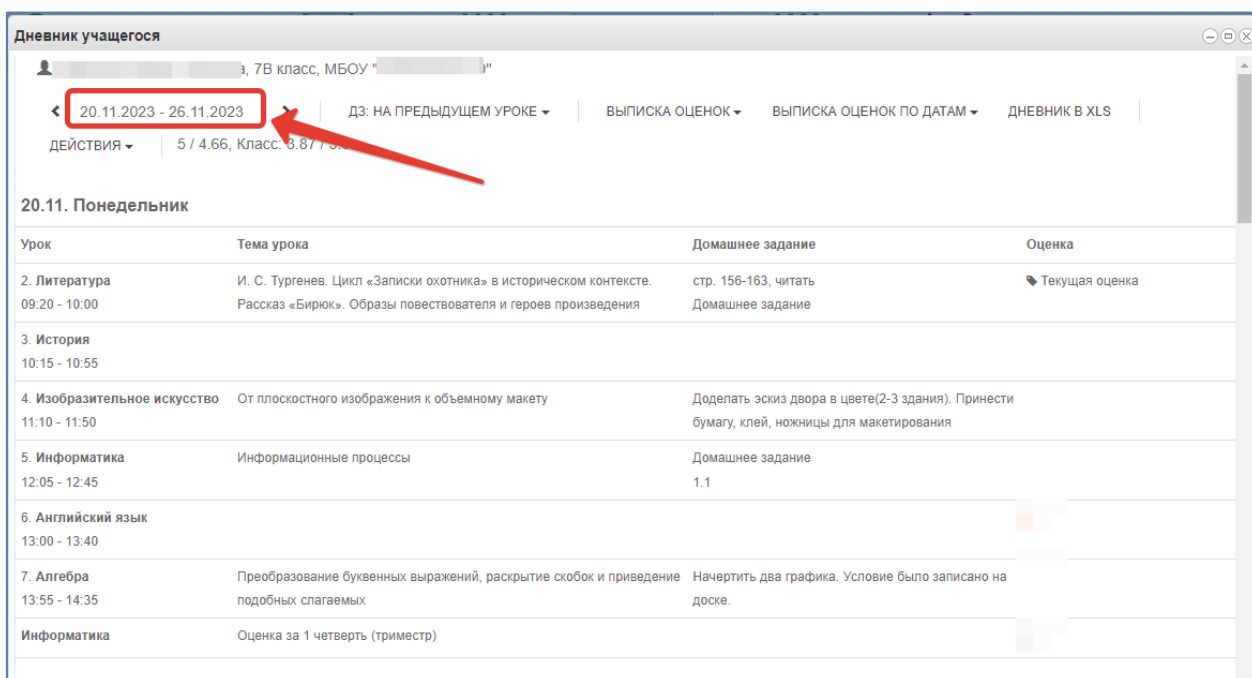 Дневник учащегося
а, 7В класс, МБОУ "
20.11.2023 - 26.11.2023 ДЗ: НА ПРЕДЫДУЩЕМ УРОКЕ ВЫПИСКА ОЦЕНОК ВЫПИСКА ОЦЕНОК ПО ДАТАМ ДНЕВНИК В XLS
ДЕЙСТВИЯ 5 / 4.66, Класс: 3.87 /
20.11. Понедельник
Урок Тема урока Домашнее задание Оценка
2. Литература И. С. Тургенев. Цикл «Записки охотника» в историческом контексте. стр. 156-163, читать Текущая оценка
09:20 - 10:00 Рассказ «Бирюк». Образы повествователя и героев произведения Домашнее задание
3. История
10:15 - 10:55
4. Изобразительное искусство От плоскостного изображения к объемному макету Доделать эскиз двора в цвете(2-3 здания). Принести
11:10 - 11:50 бумагу, клей, ножницы для макетирования
5. Информатика Информационные процессы Домашнее задание
12:05 - 12:45 1.1
6. Английский язык
13:00 - 13:40
7. Алгебра Преобразование буквенных выражений, раскрытие скобок и приведение Начертить два графика. Условие было записано на
13:55 - 14:35 подобных слагаемых доске.
Информатика Оценка за 1 четверть (триместр)